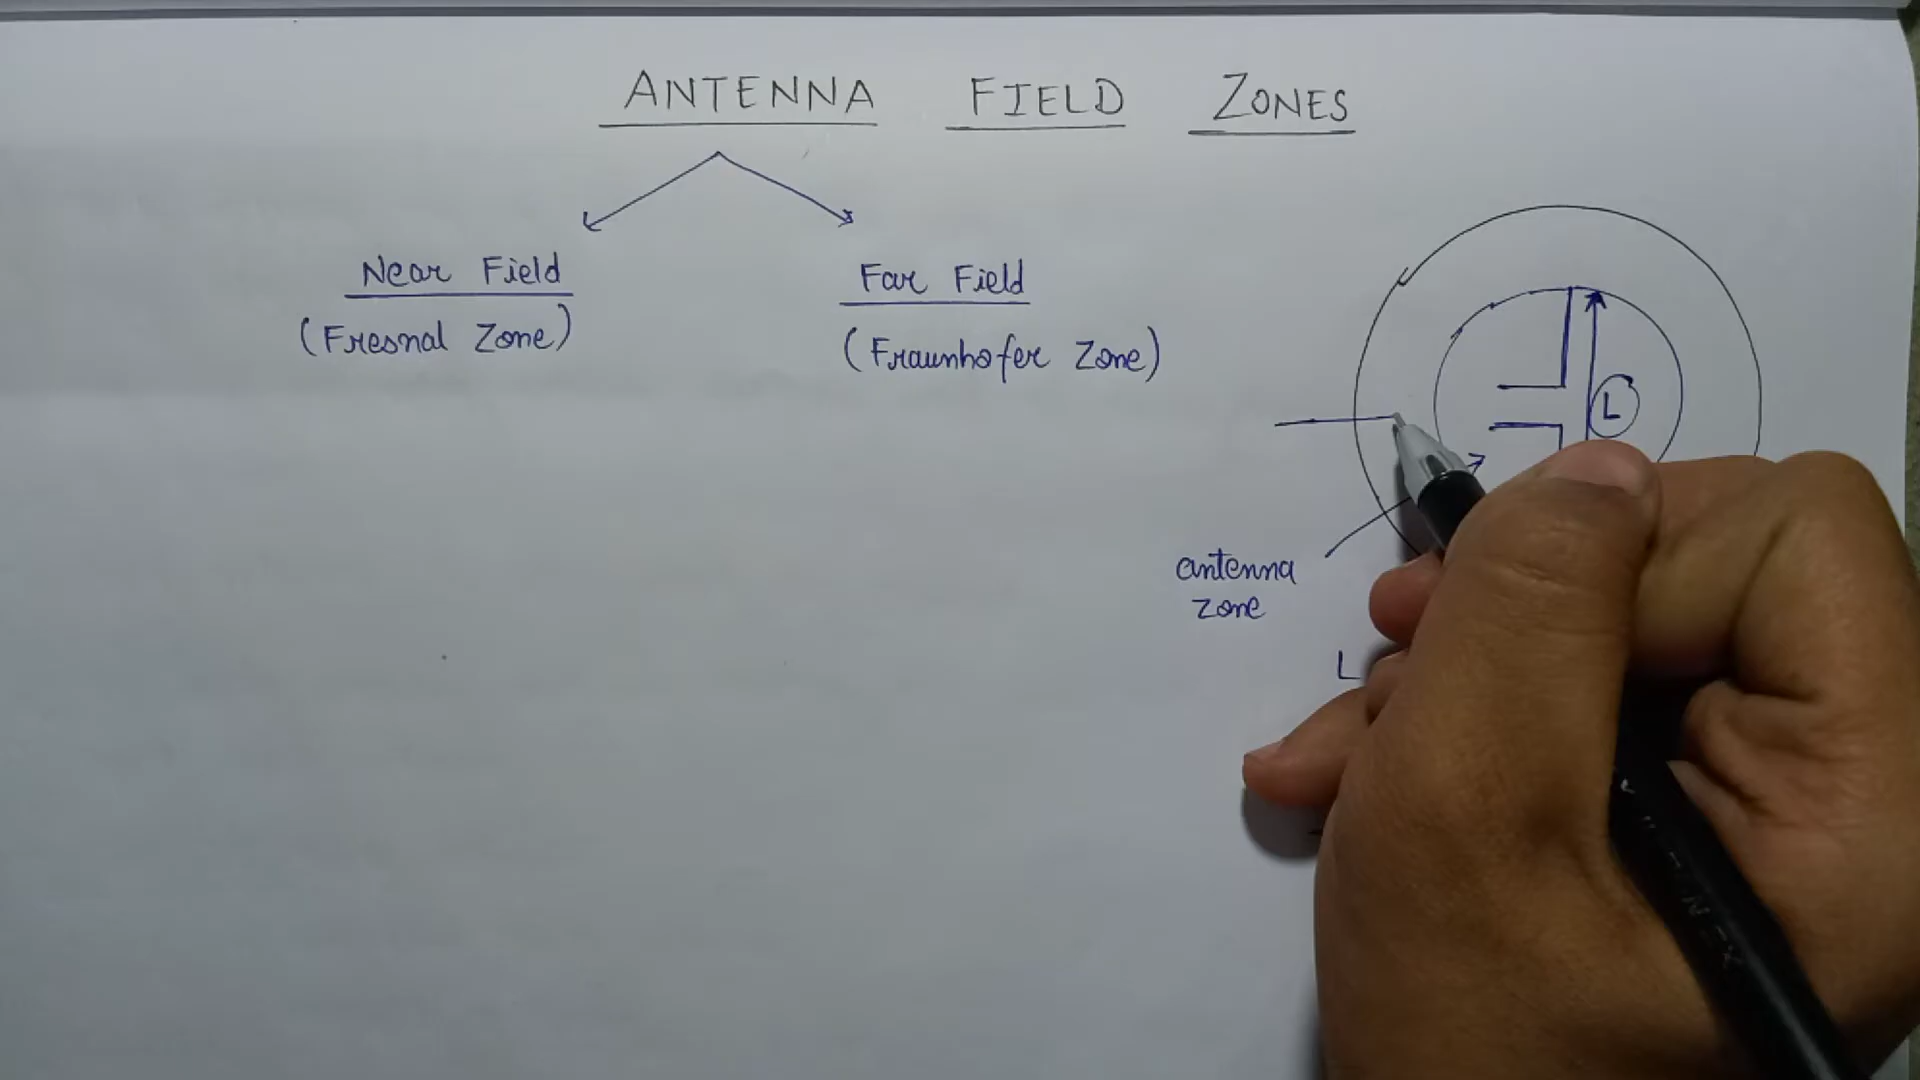 ANTENNA FIELD ZONES
Near Field
(Fresnal Zone)
Far Field
(Fraunhofer Zone)
L
antenna
zone
L